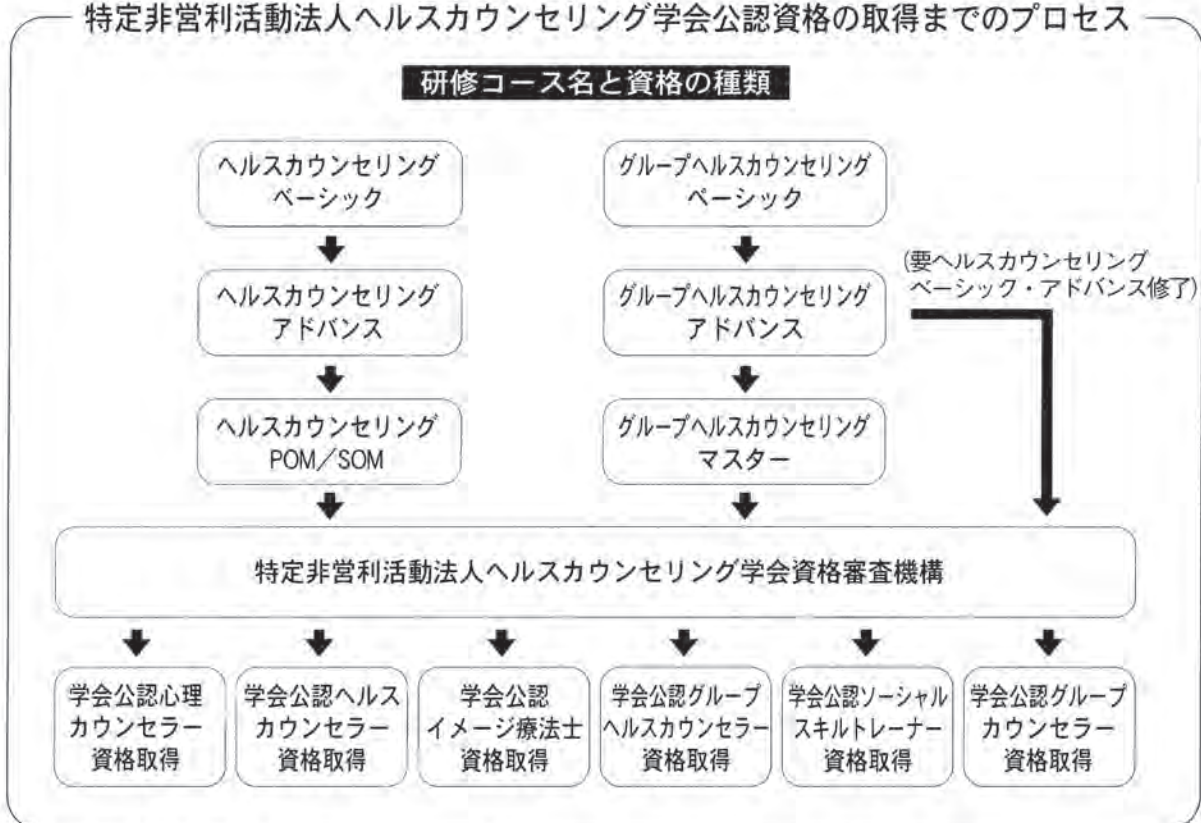 特定非営利活動法人ヘルスカウンセリング学会公認資格の取得までのプロセス
研修コース名と資格の種類
ヘルスカウンセリング
ベーシック
グループヘルスカウンセリング
ベーシック
(要ヘルスカウンセリング
ベーシック・アドバンス修了)
ヘルスカウンセリング
アドバンス
グループヘルスカウンセリング
アドバンス
ヘルスカウンセリング
POM/SOM
グループヘルスカウンセリング
マスター
特定非営利活動法人ヘルスカウンセリング学会資格審査機構
学会公認心理
カウンセラー
資格取得
学会公認ヘルス
カウンセラー
資格取得
学会公認
イメージ療法士
資格取得
学会公認グループ
ヘルスカウンセラー
資格取得
学会公認ソーシャル
スキルトレーナー
資格取得
学会公認グループ
カウンセラー
資格取得